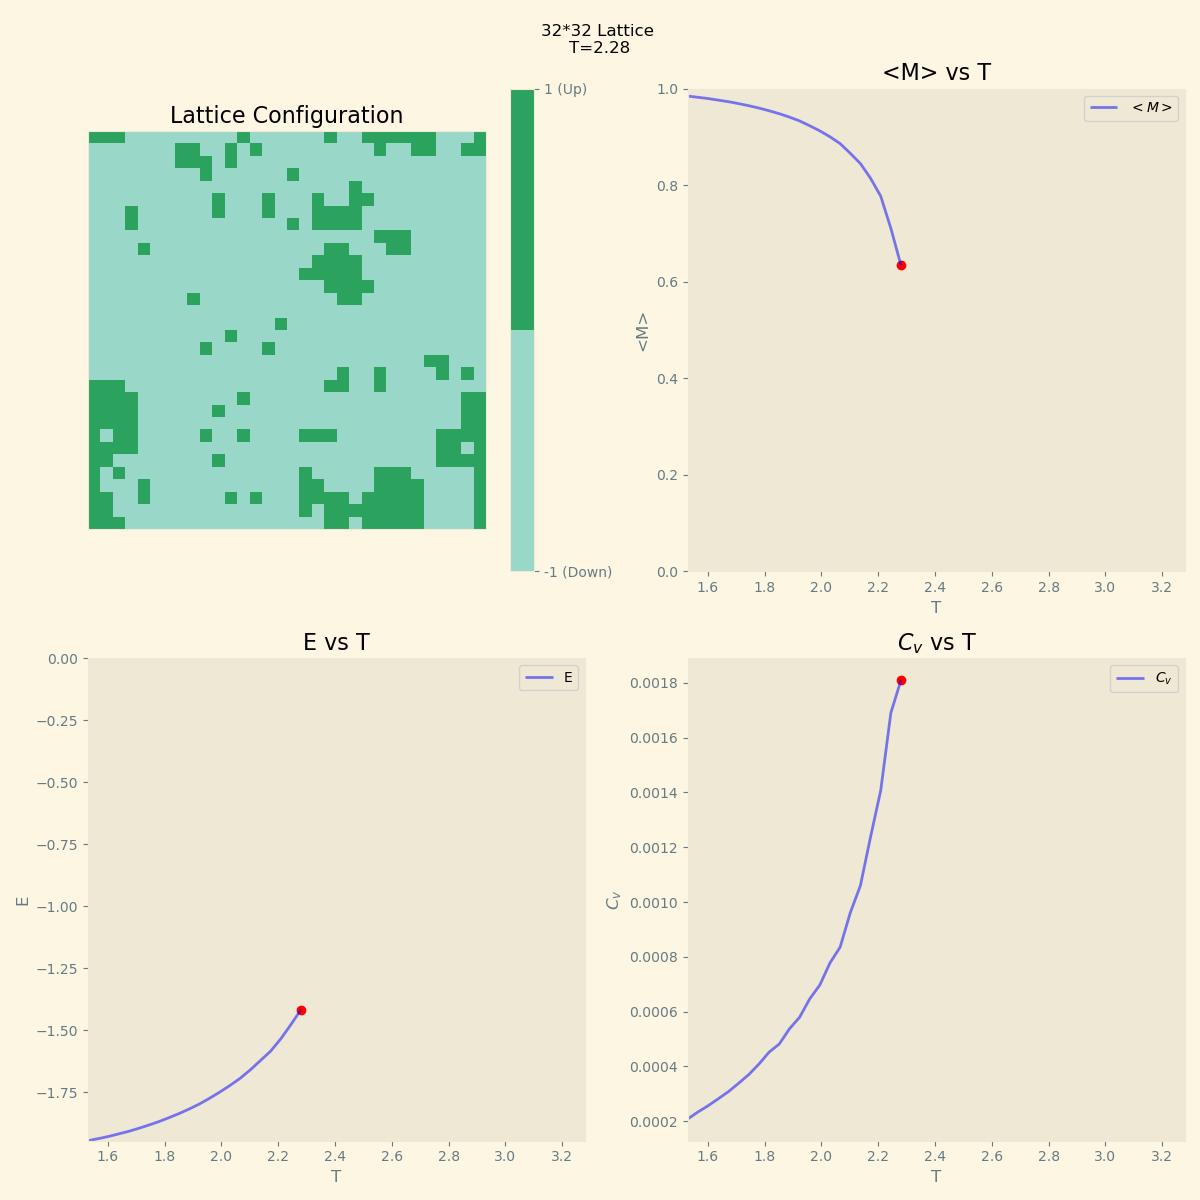 32*32 Lattice
T=2.28
Lattice Configuration
1 (Up)
-1 (Down)
<M> vs T
<M>
1.0
0.8
0.6
0.4
0.2
0.0
<M>
1.6 1.8 2.0 2.2 2.4 2.6 2.8 3.0 3.2
T
E vs T
E
0.00
−0.25
−0.50
−0.75
−1.00
−1.25
−1.50
−1.75
E
1.6 1.8 2.0 2.2 2.4 2.6 2.8 3.0 3.2
T
Cv vs T
Cv
0.0018
0.0016
0.0014
0.0012
0.0010
0.0008
0.0006
0.0004
0.0002
Cv
1.6 1.8 2.0 2.2 2.4 2.6 2.8 3.0 3.2
T